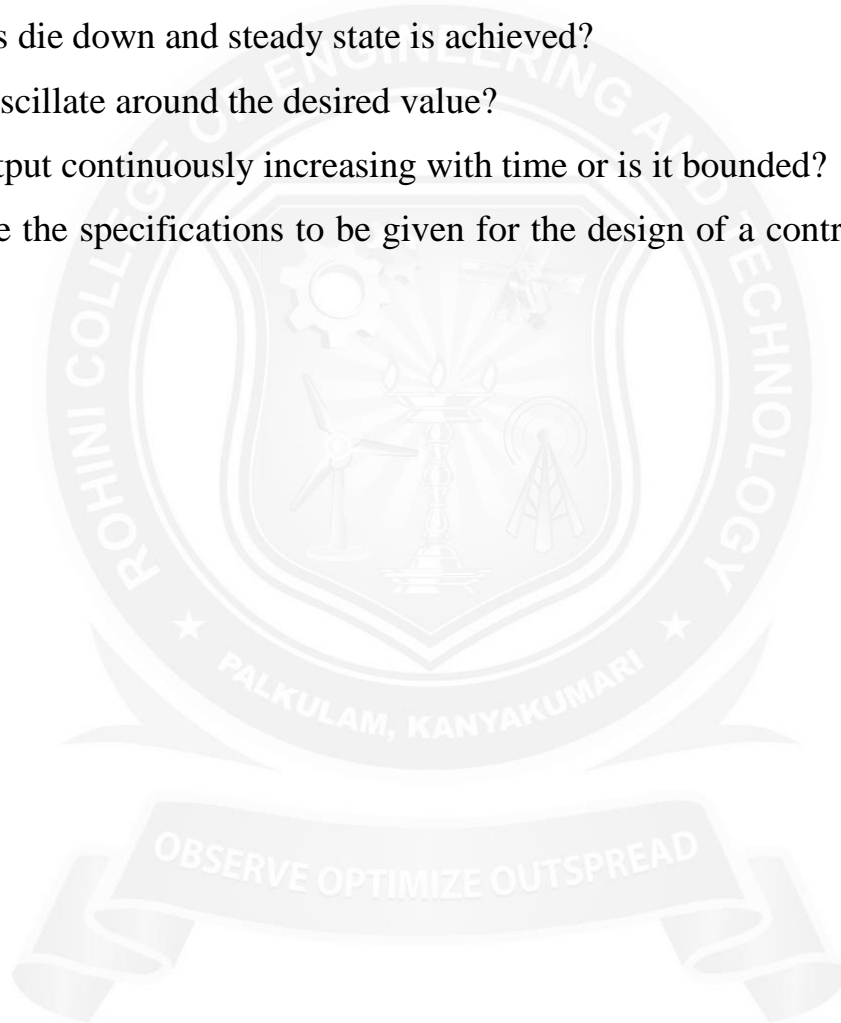 s die down and steady state is achieved?
scillate around the desired value?
tput continuously increasing with time or is it bounded?
e the specifications to be given for the design of a contr
ROHINI COLLEGE OF ENGINEERING AND TECHNOLOGY
PALKULAM, KANYAKUMARI
OBSERVE OPTIMIZE OUTSPREAD